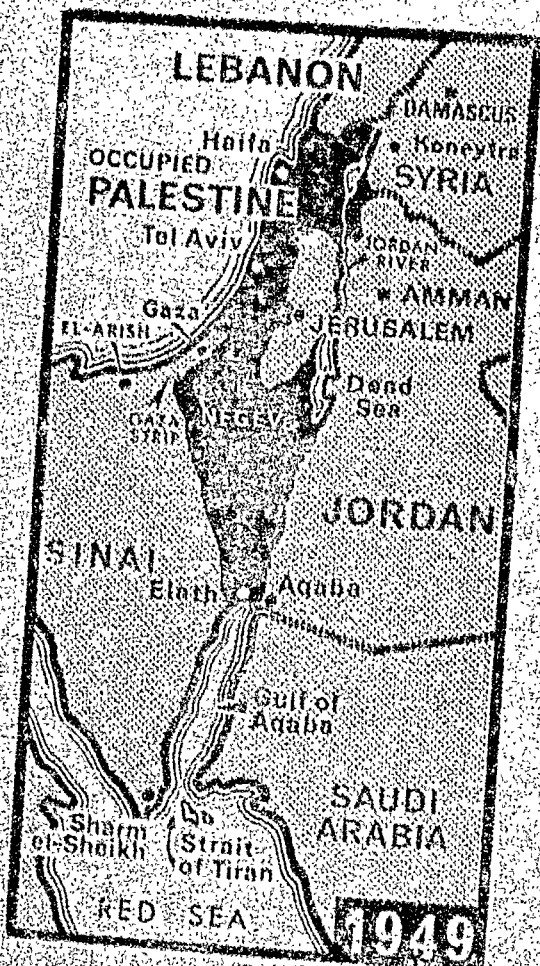 LEBANON
DAMASCUS
Haifa
Koneytra
OCCUPIED
PALESTINE
SYRIA
Tel Aviv
JORDAN
RIVER
AMMAN
Gaza
EL-ARISH
JERUSALEM
Dead
Sea
GAZA
STRIP
NEGEV
JORDAN
SINAI
Elath
Aqaba
Gulf of
Aqaba
SAUDI
ARABIA
Sharm
el-Sheikh
Strait
of Tiran
RED SEA
1949